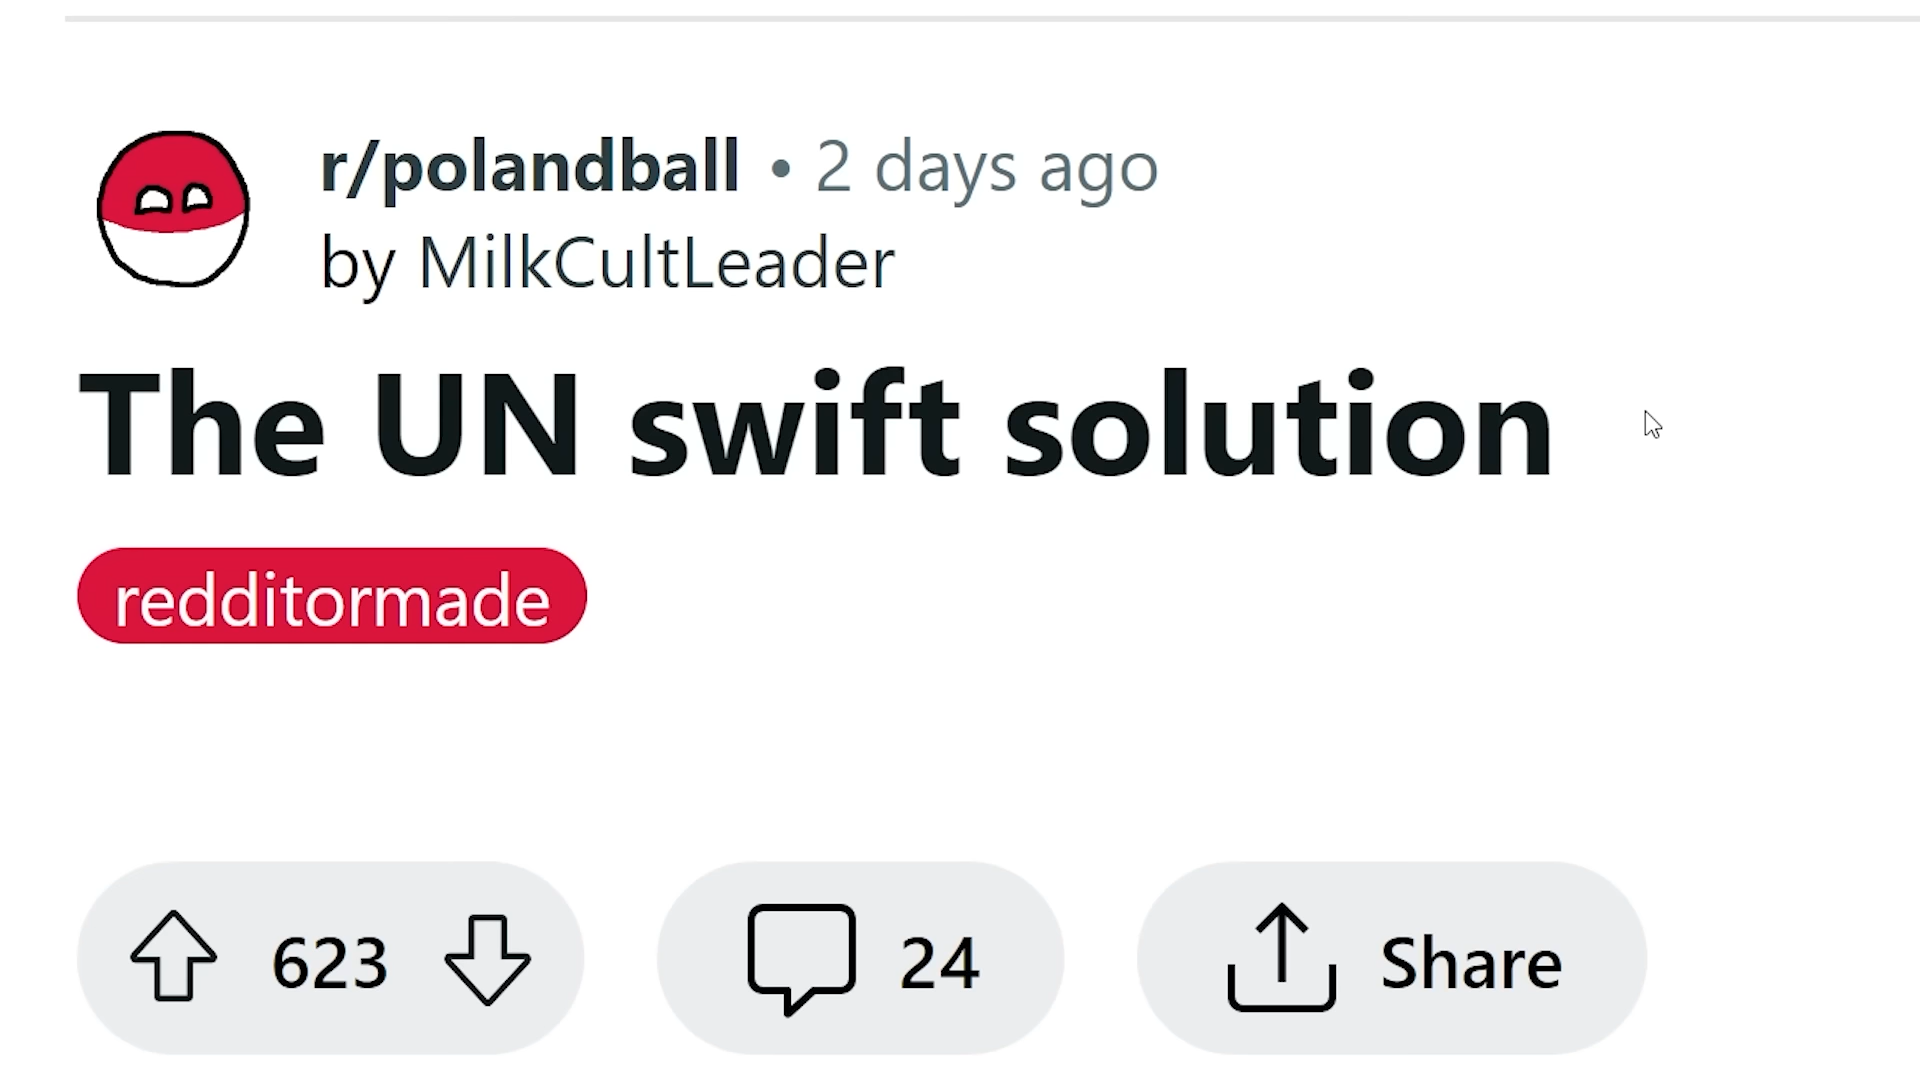 r/polandball • 2 days ago
by MilkCultLeader
The UN swift solution
redditormade
623
24
Share